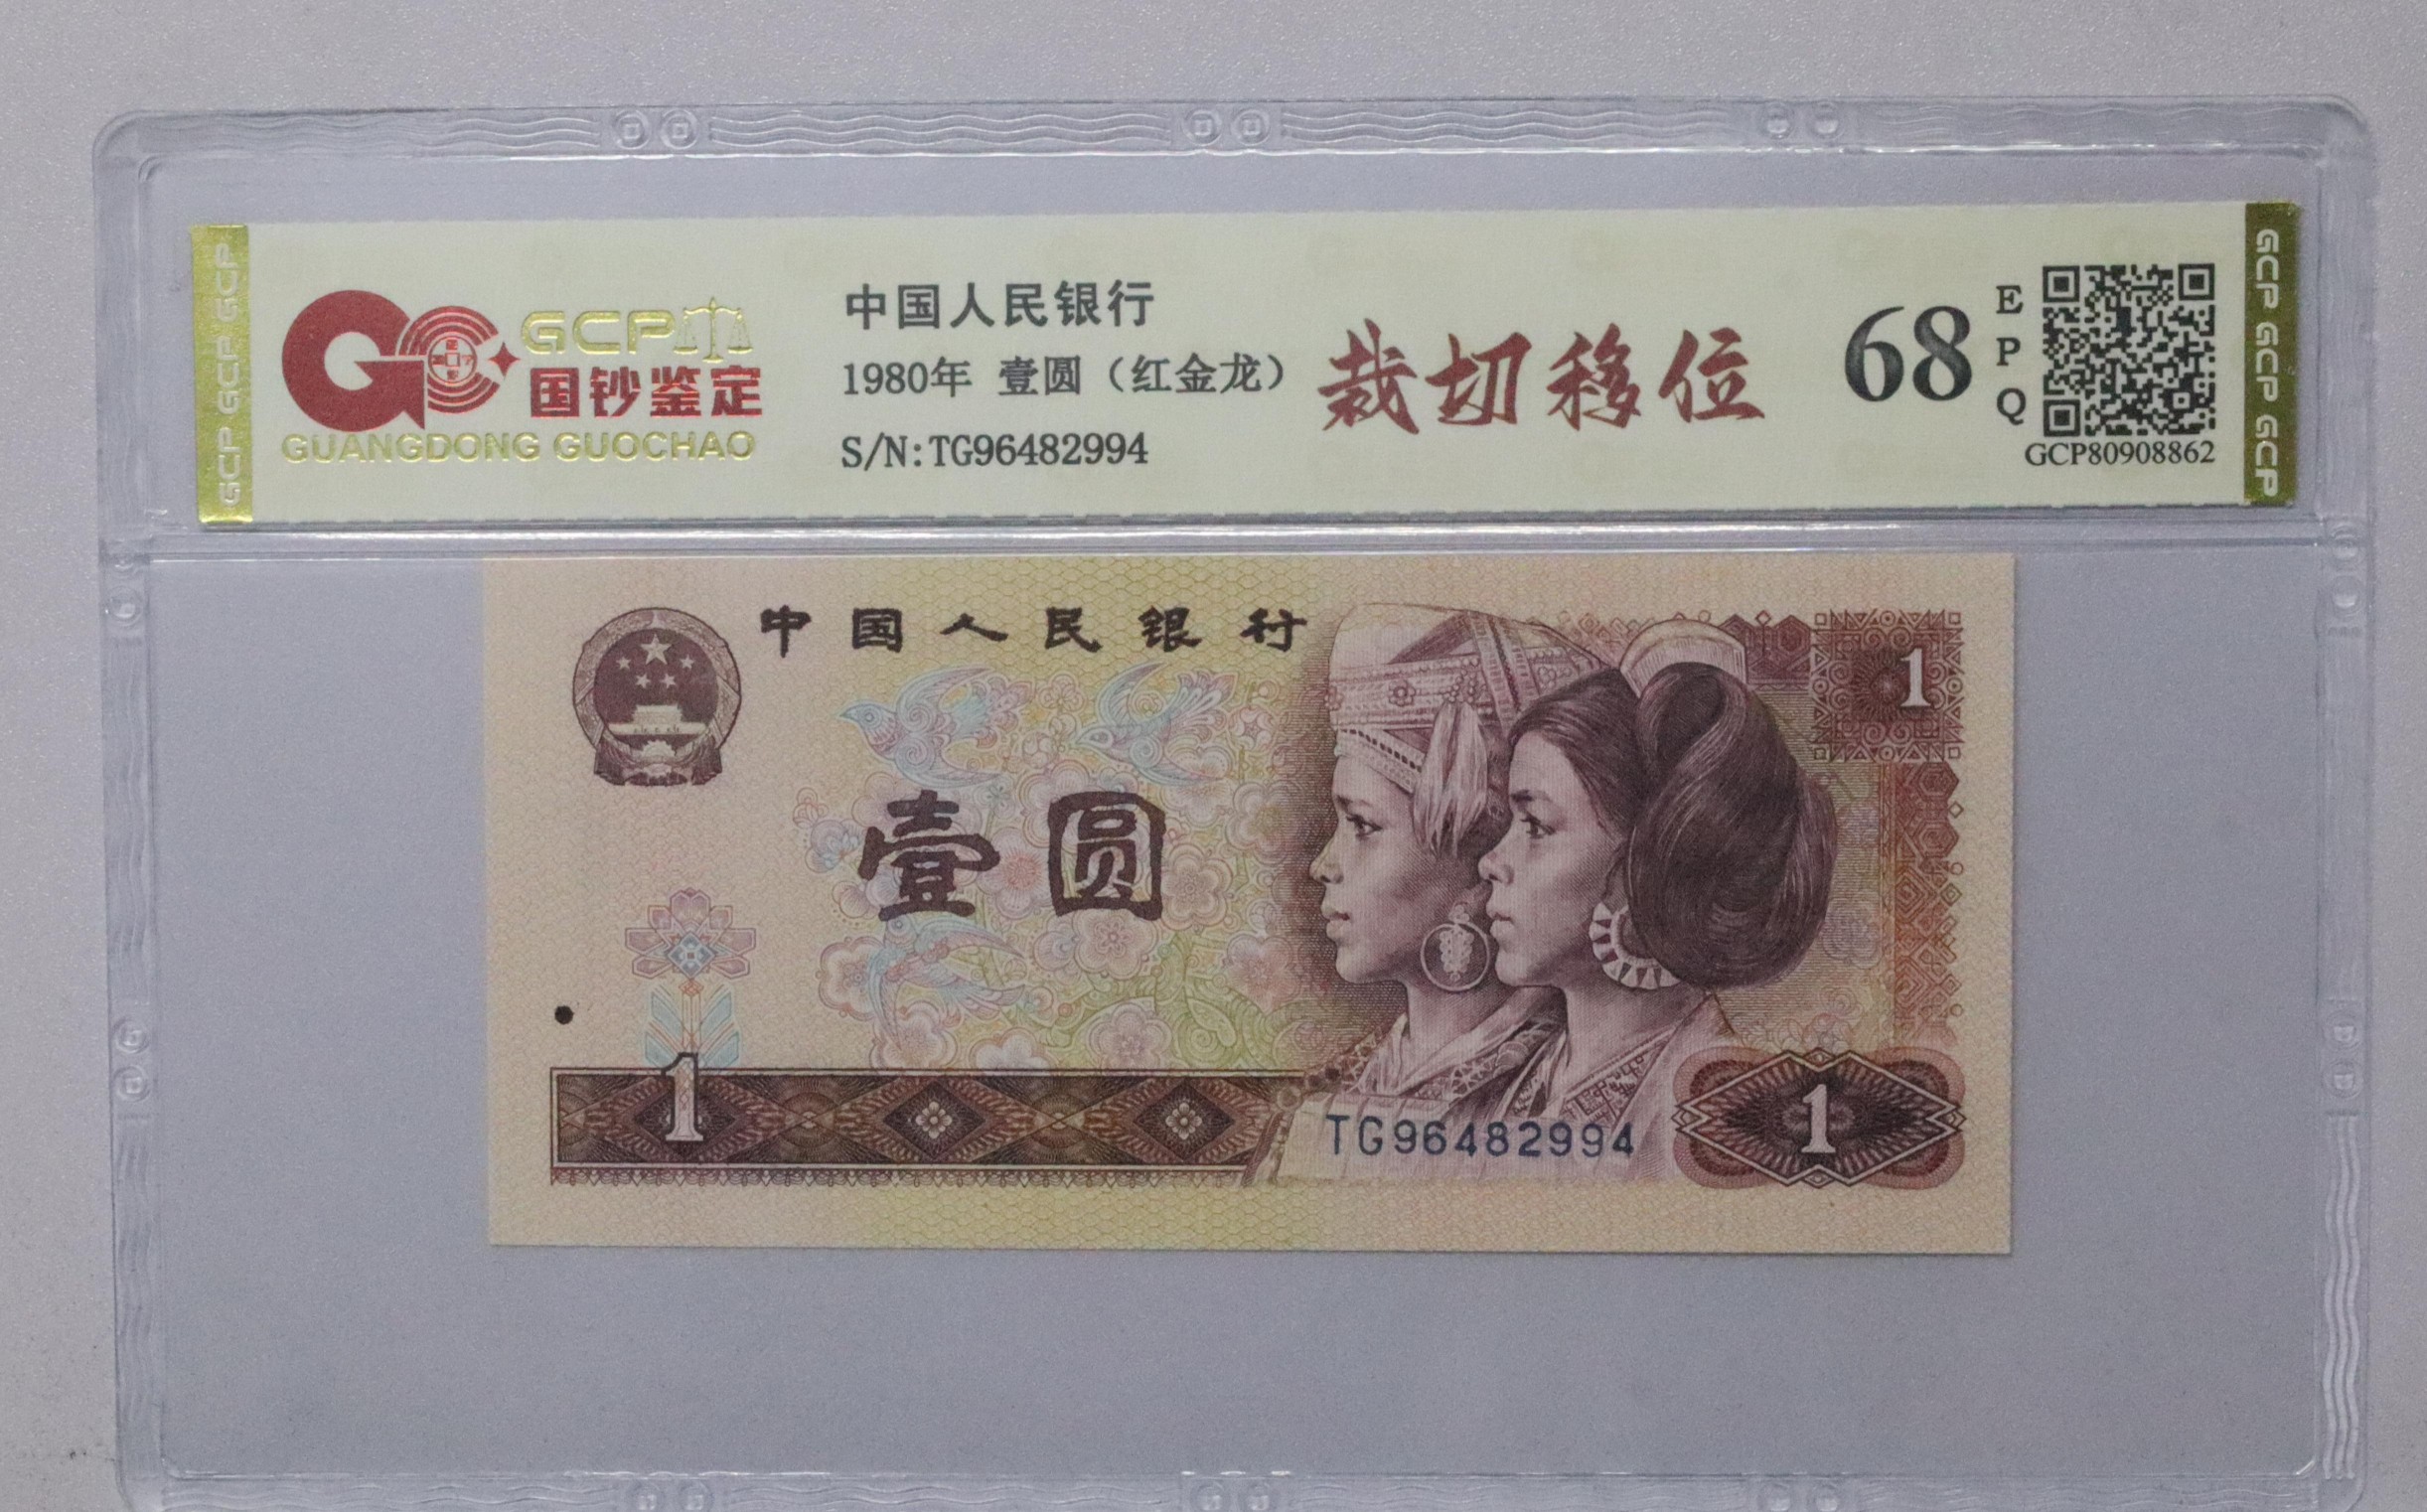 GCP GCP GCP
GCP
国钞鉴定
GUANGDONG GUOCHAO
中国人民银行
1980年 壹圆（红金龙）
S/N:TG96482994
裁切移位
68
E
P
Q
GCP80908862
GCP GCP GCP
中国人民银行
1
壹圆
1
TG96482994
1